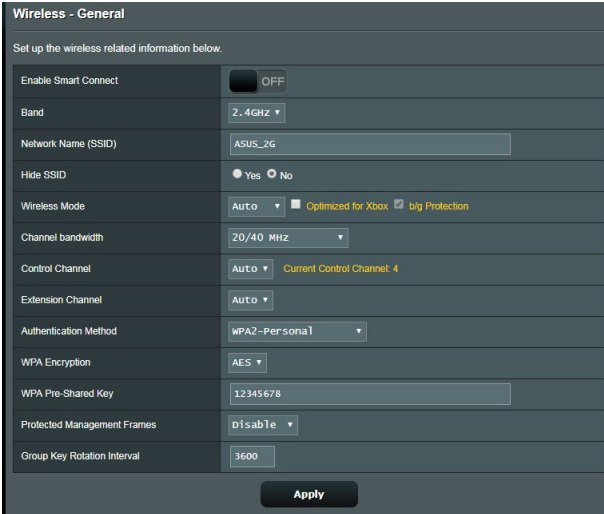 Wireless - General
Set up the wireless related information below.
Enable Smart Connect OFF
Band 2.4GHz
Network Name (SSID) ASUS_2G
Hide SSID Yes No
Wireless Mode Auto Optimized for Xbox b/g Protection
Channel bandwidth 20/40 MHz
Control Channel Auto Current Control Channel: 4
Extension Channel Auto
Authentication Method WPA2-Personal
WPA Encryption AES
WPA Pre-Shared Key 12345678
Protected Management Frames Disable
Group Key Rotation Interval 3600
Apply